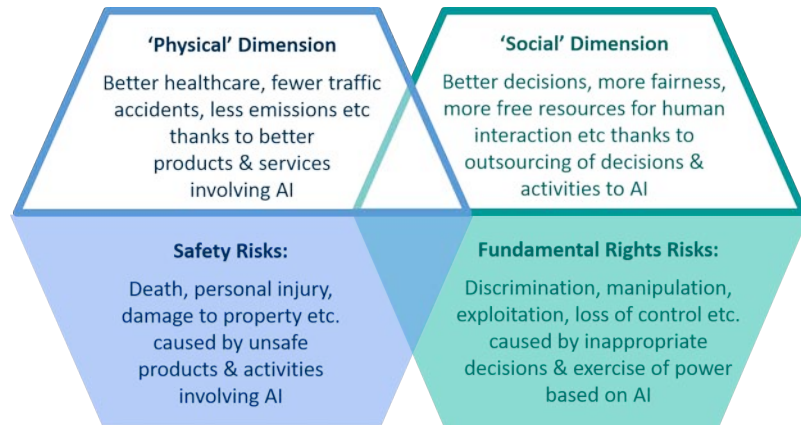 ‘Physical’ Dimension
Better healthcare, fewer traffic
accidents, less emissions etc
thanks to better
products & services
involving AI
‘Social’ Dimension
Better decisions, more fairness,
more free resources for human
interaction etc thanks to
outsourcing of decisions &
activities to AI
Safety Risks:
Death, personal injury,
damage to property etc.
caused by unsafe
products & activities
involving AI
Fundamental Rights Risks:
Discrimination, manipulation,
exploitation, loss of control etc.
caused by inappropriate
decisions & exercise of power
based on AI